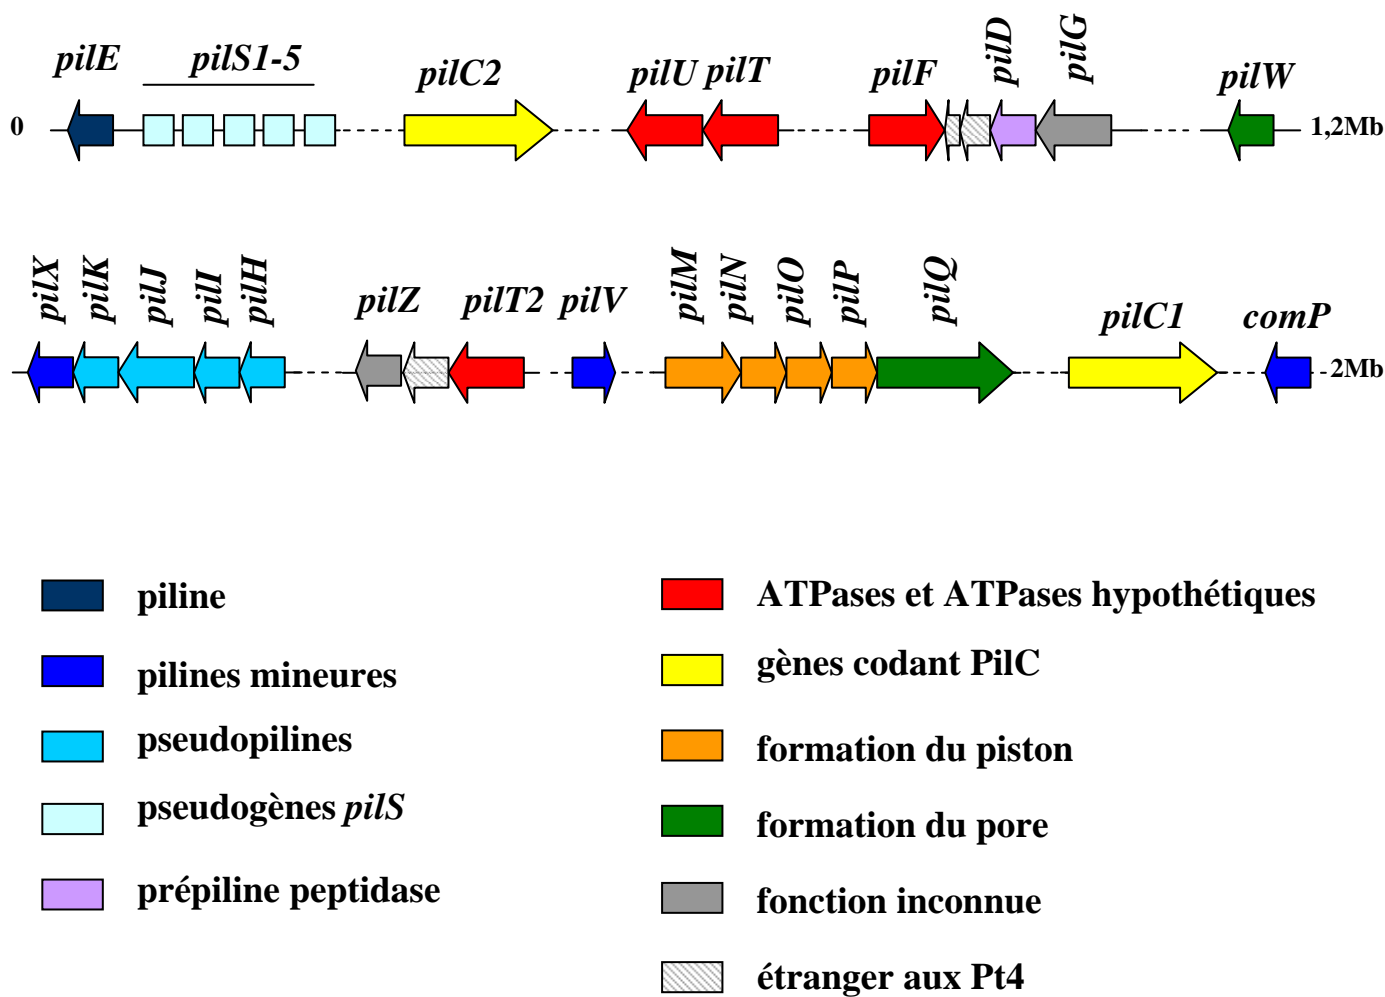 pilE pilS1-5 pilC2 pilU pilT pilF pilD pilG pilW
0 1,2Mb
pilX pilK pilJ pilI pilH pilZ pilT2 pilV pilM pilN pilO pilP pilQ pilC1 comP
2Mb
piline
pilines mineures
pseudopilines
pseudogènes pilS
prépiline peptidase
ATPases et ATPases hypothétiques
gènes codant PilC
formation du piston
formation du pore
fonction inconnue
étranger aux Pt4